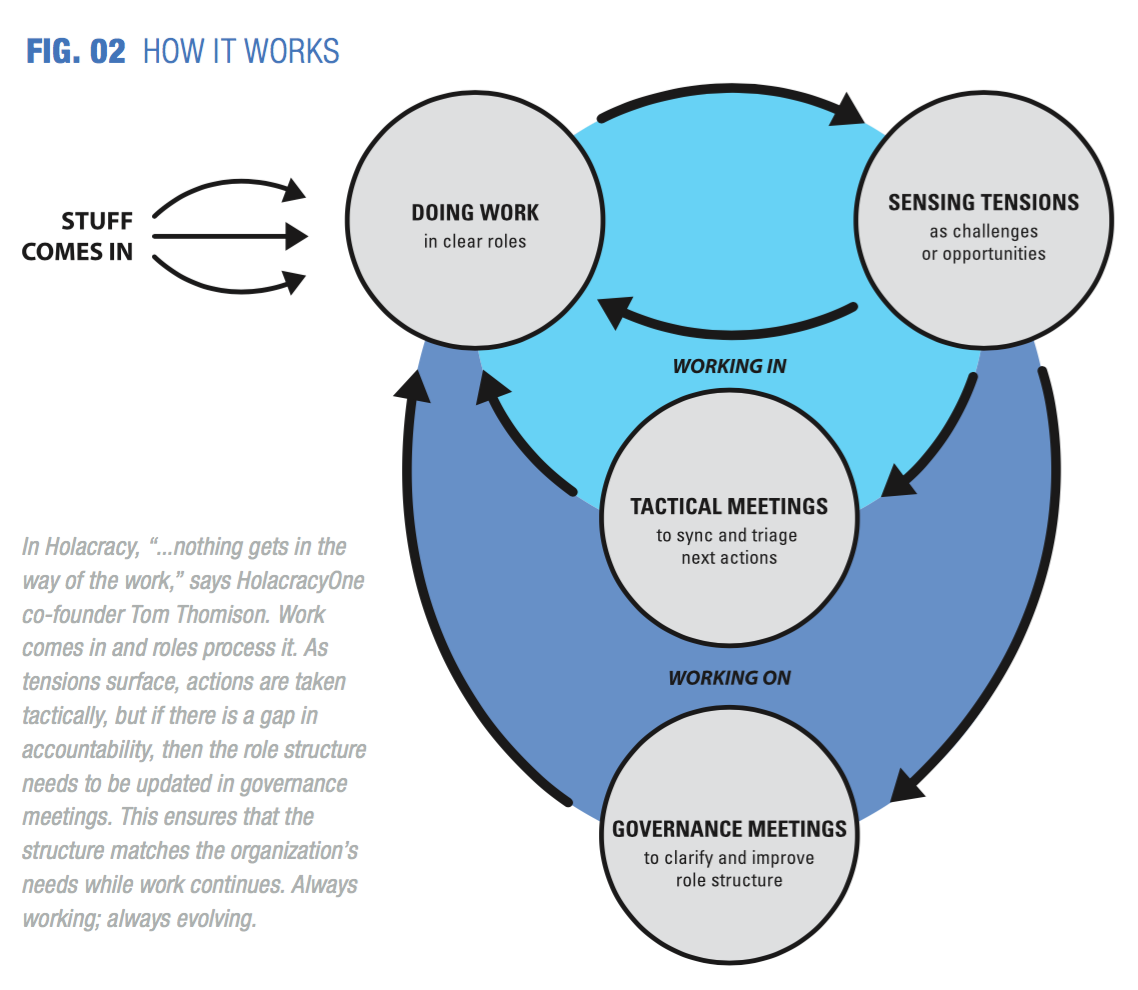 FIG. 02 HOW IT WORKS
STUFF
COMES IN
DOING WORK
in clear roles
SENSING TENSIONS
as challenges
or opportunities
WORKING IN
TACTICAL MEETINGS
to sync and triage
next actions
WORKING ON
GOVERNANCE MEETINGS
to clarify and improve
role structure
In Holacracy, “...nothing gets in the
way of the work,” says HolacracyOne
co-founder Tom Thomison. Work
comes in and roles process it. As
tensions surface, actions are taken
tactically, but if there is a gap in
accountability, then the role structure
needs to be updated in governance
meetings. This ensures that the
structure matches the organization’s
needs while work continues. Always
working; always evolving.